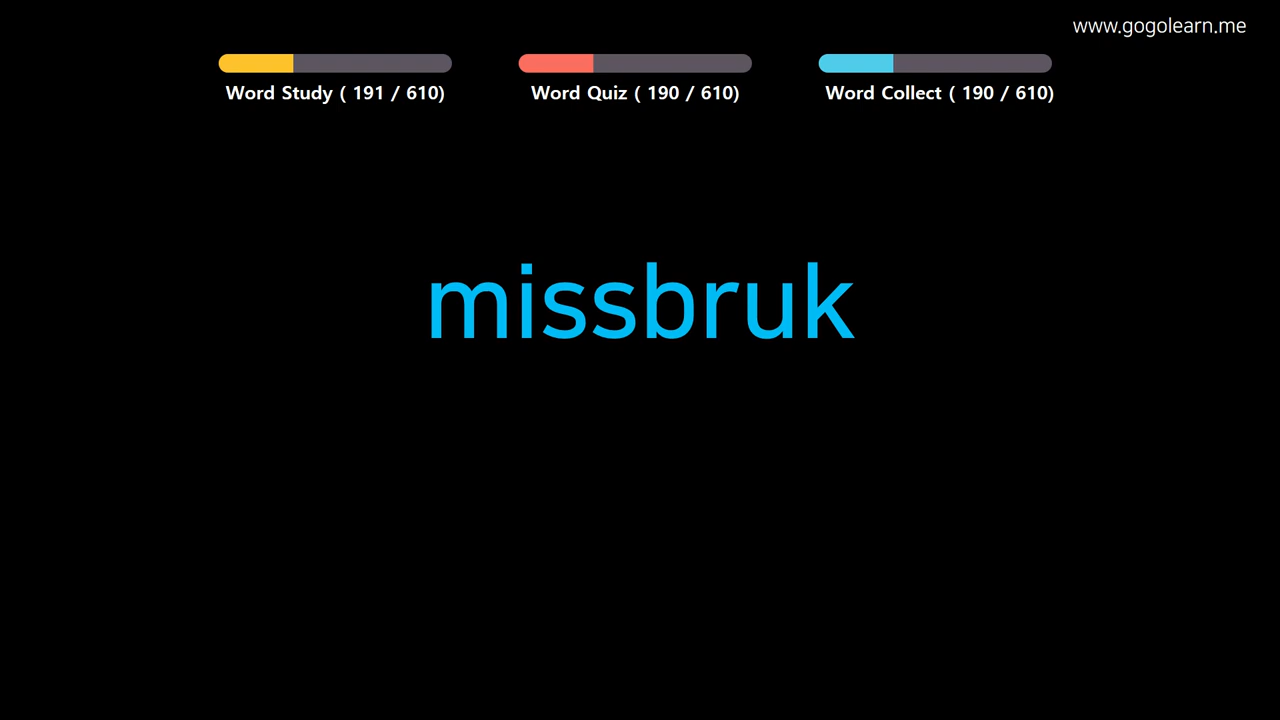 www.gogolearn.me
Word Study ( 191 / 610)
Word Quiz ( 190 / 610)
Word Collect ( 190 / 610)
missbruk